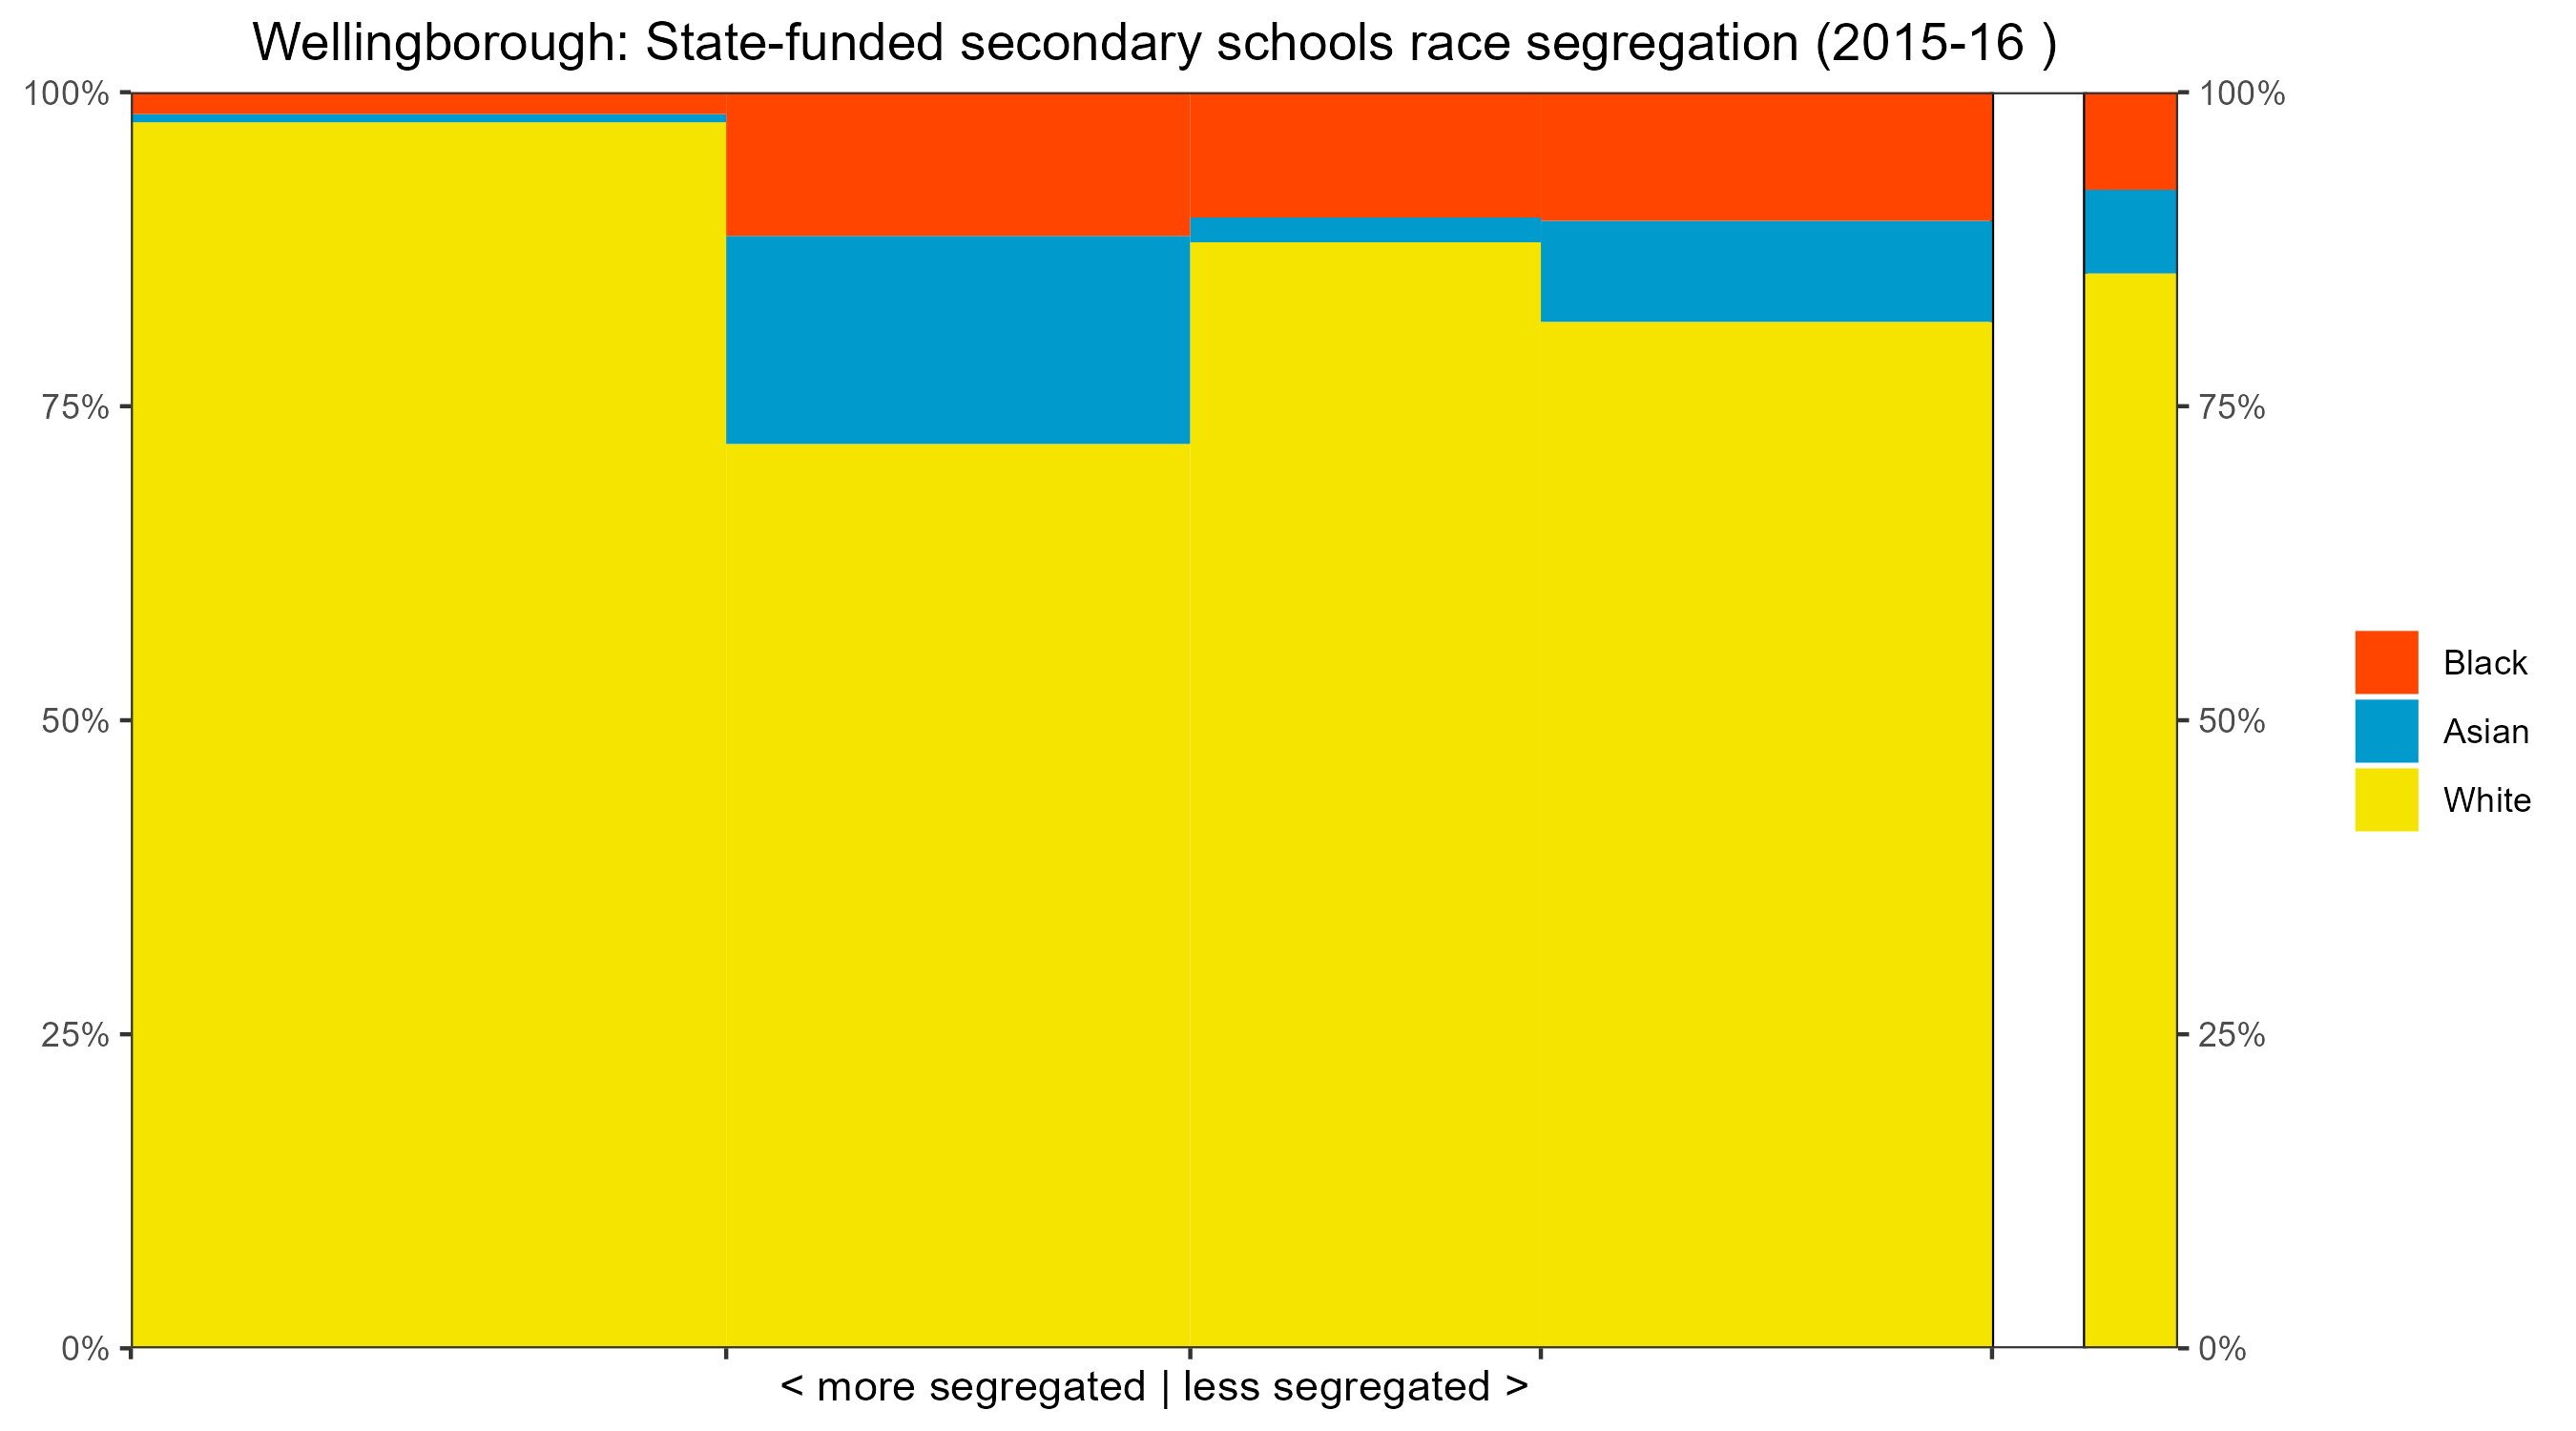 Wellingborough: State-funded secondary schools race segregation (2015-16 )
100%
75%
50%
25%
0%
100%
75%
50%
25%
0%
Black
Asian
White
< more segregated | less segregated >